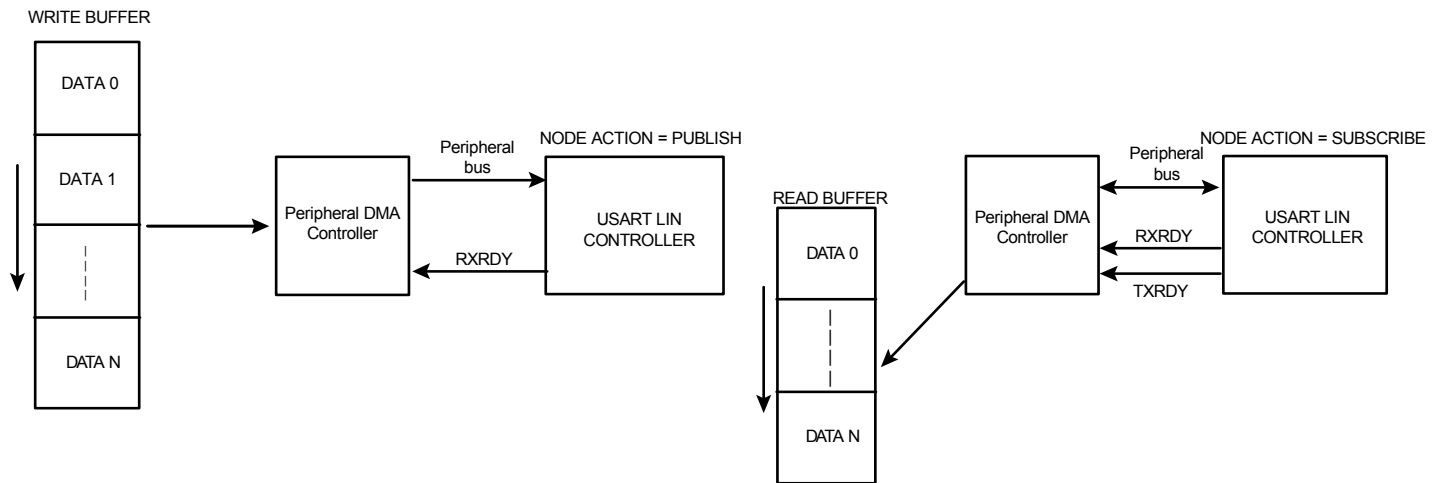 WRITE BUFFER
DATA 0
DATA 1
DATA N
Peripheral DMA
Controller
Peripheral
bus
RXRDY
NODE ACTION = PUBLISH
USART LIN
CONTROLLER
READ BUFFER
DATA 0
DATA N
Peripheral DMA
Controller
Peripheral
bus
RXRDY
TXRDY
NODE ACTION = SUBSCRIBE
USART LIN
CONTROLLER